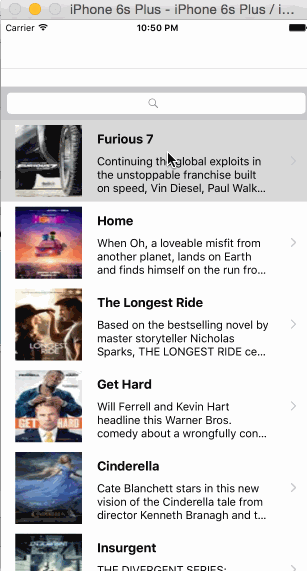 iPhone 6s Plus - iPhone 6s Plus / i...
Carrier 10:50 PM
Furious 7
Continuing the global exploits in
the unstoppable franchise built
on speed, Vin Diesel, Paul Walk...
Home
When Oh, a loveable misfit from
another planet, lands on Earth
and finds himself on the run fro...
The Longest Ride
Based on the bestselling novel by
master storyteller Nicholas
Sparks, THE LONGEST RIDE ce...
LONGEST
RIDE
Get Hard
Will Ferrell and Kevin Hart
headline this Warner Bros.
comedy about a wrongfully con...
GET HARD
Cinderella
Cate Blanchett stars in this new
vision of the Cinderella tale from
director Kenneth Branagh and t...
Insurgent
THE DIVERGENT SERIES: